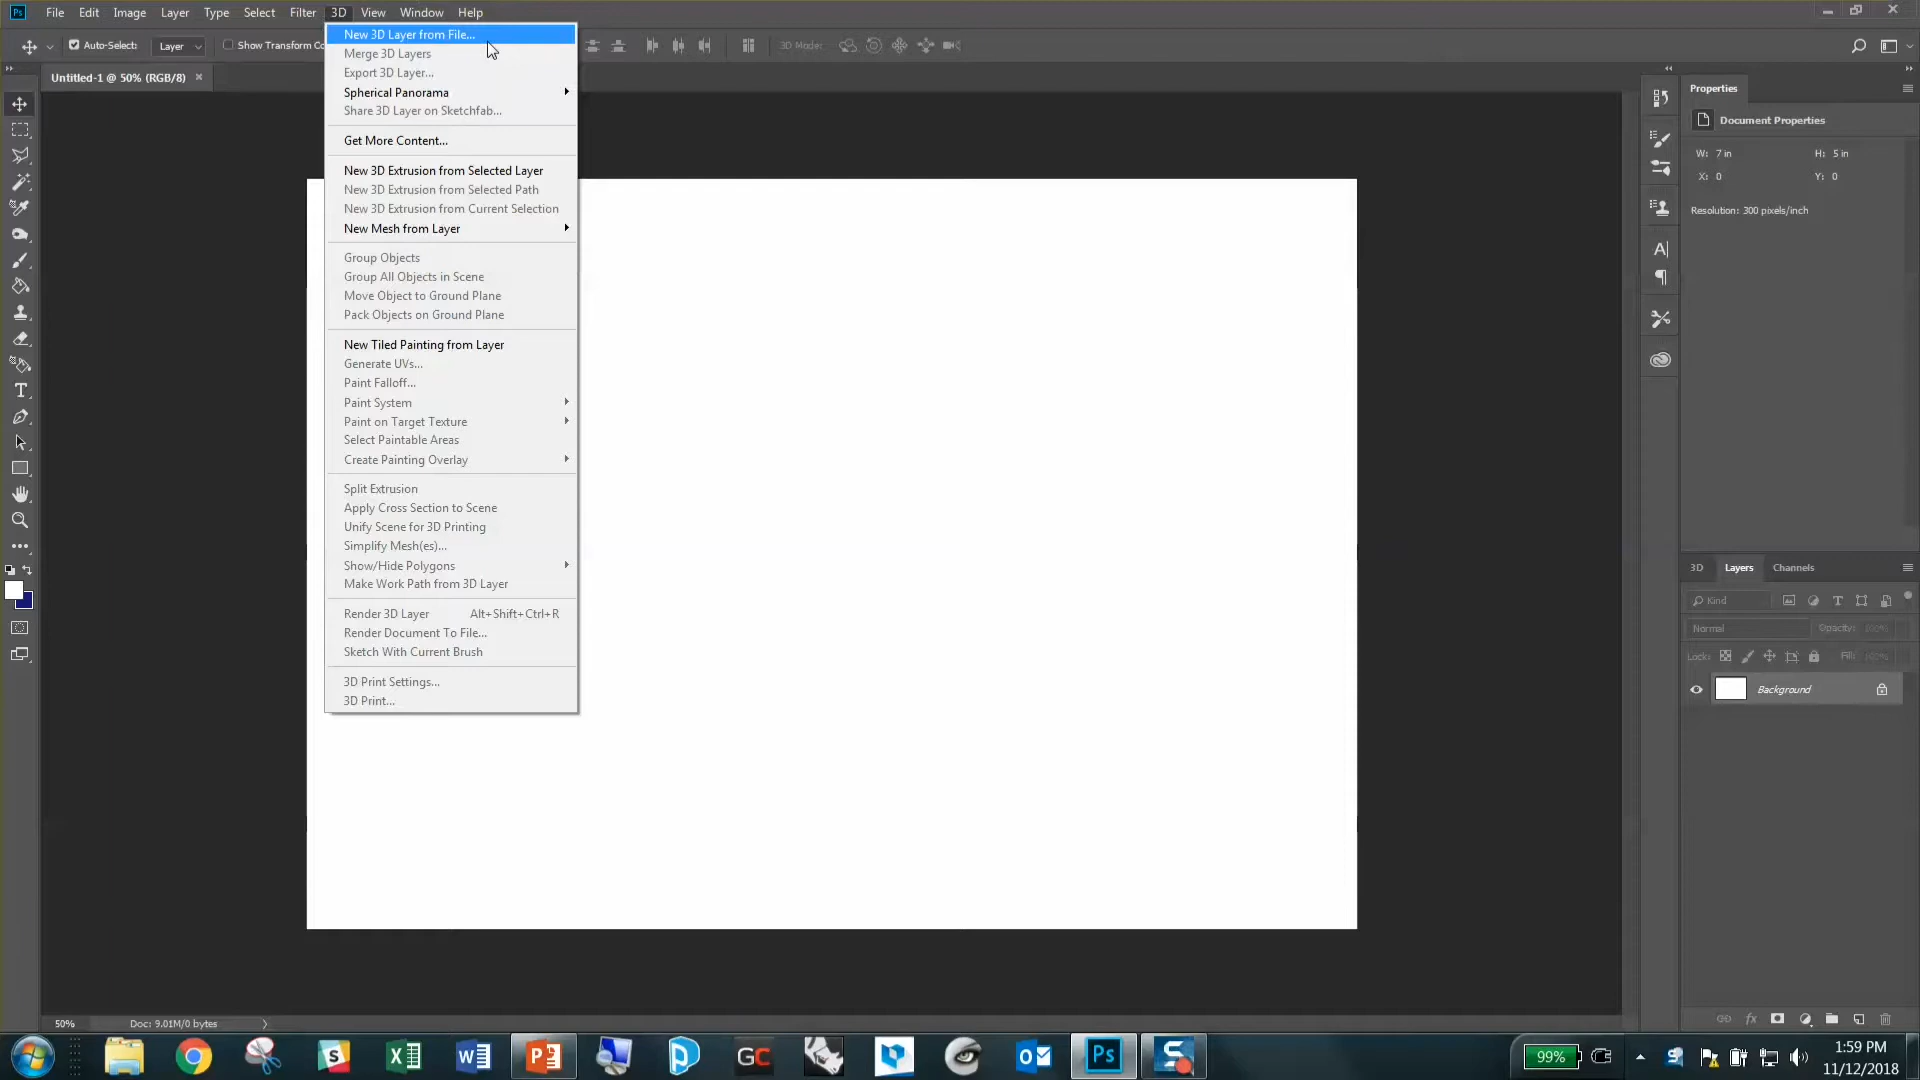 Ps File Edit Image Layer Type Select Filter 3D View Window Help
Auto-Select: Layer Show Transform Co 3D Mode:
Untitled-1 @ 50% (RGB/8) ×
New 3D Layer from File...
Merge 3D Layers
Export 3D Layer...
Spherical Panorama
Share 3D Layer on Sketchfab...
Get More Content...
New 3D Extrusion from Selected Layer
New 3D Extrusion from Selected Path
New 3D Extrusion from Current Selection
New Mesh from Layer
Group Objects
Group All Objects in Scene
Move Object to Ground Plane
Pack Objects on Ground Plane
New Tiled Painting from Layer
Generate UVs...
Paint Falloff...
Paint System
Paint on Target Texture
Select Paintable Areas
Create Painting Overlay
Split Extrusion
Apply Cross Section to Scene
Unify Scene for 3D Printing
Simplify Mesh(es)...
Show/Hide Polygons
Make Work Path from 3D Layer
Render 3D Layer Alt+Shift+Ctrl+R
Render Document To File...
Sketch With Current Brush
3D Print Settings...
3D Print...
Properties
Document Properties
W: 7 in H: 5 in
X: 0 Y: 0
Resolution: 300 pixels/inch
3D Layers Channels
Kind
Normal Opacity: 100%
Lock: Fill: 100%
Background
50% Doc: 9.01M/0 bytes
GC Ps
99%
1:59 PM
11/12/2018